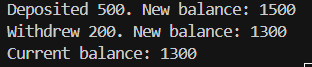 Deposited 500. New balance: 1500
Withdrew 200. New balance: 1300
Current balance: 1300